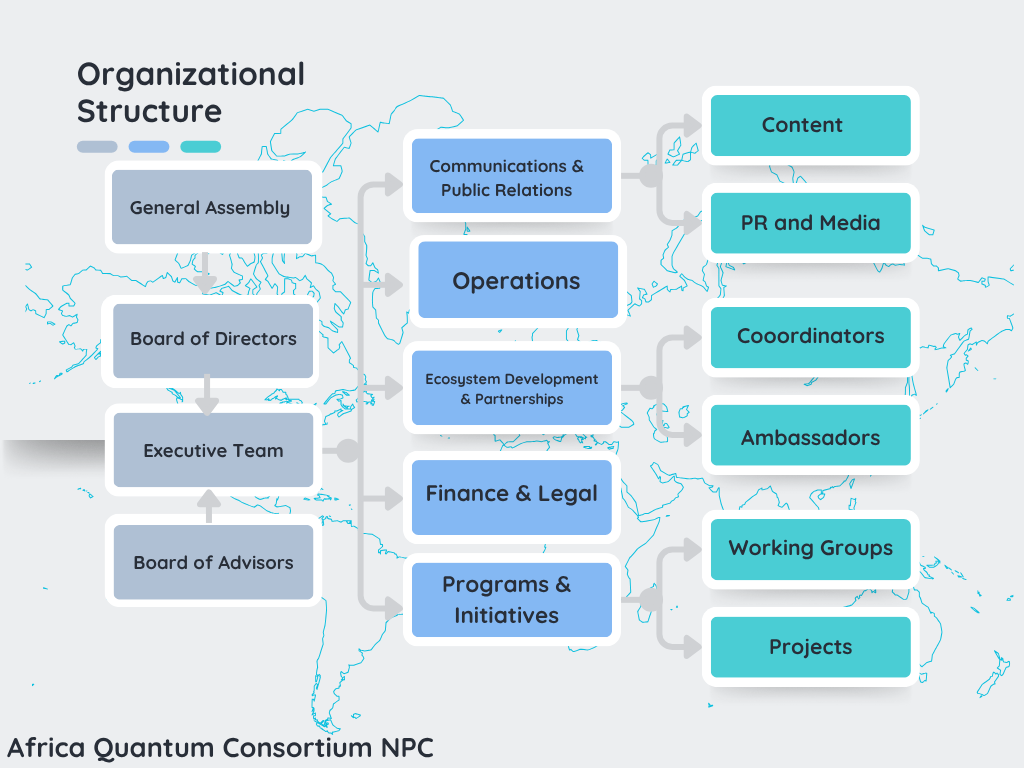 Organizational
Structure
General Assembly
Board of Directors
Executive Team
Board of Advisors
Communications &
Public Relations
Operations
Ecosystem Development
& Partnerships
Finance & Legal
Programs &
Initiatives
Content
PR and Media
Cooordinators
Ambassadors
Working Groups
Projects
Africa Quantum Consortium NPC